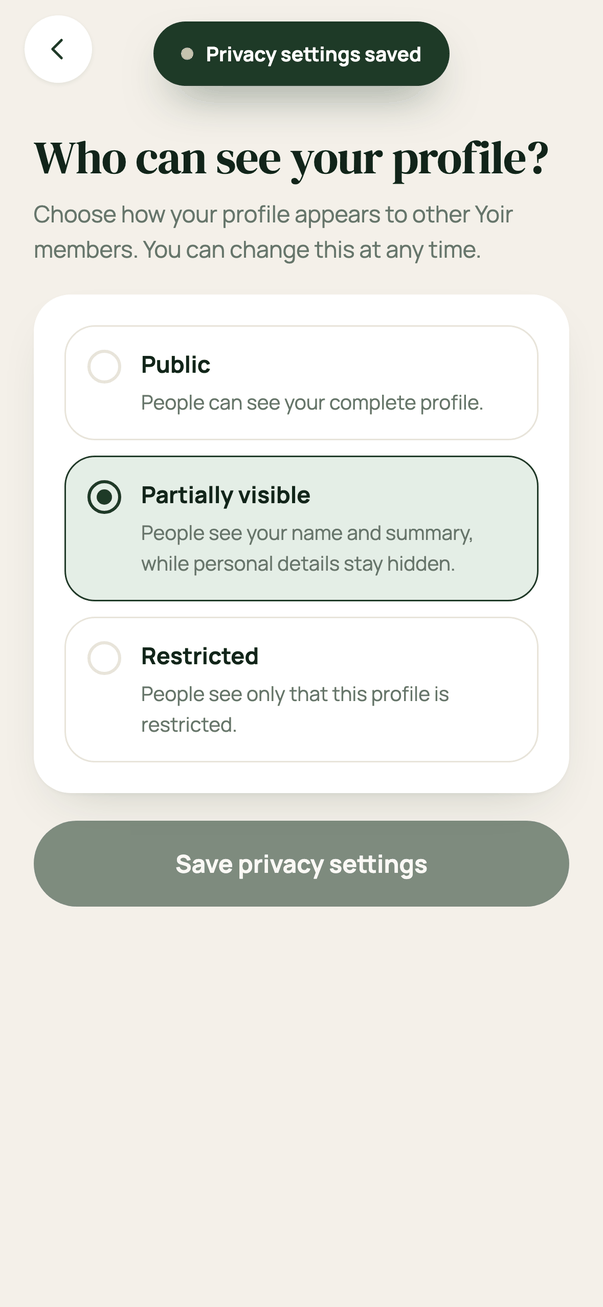 Privacy settings saved
Who can see your profile?
Choose how your profile appears to other Yoir
members. You can change this at any time.
Public
People can see your complete profile.
Partially visible
People see your name and summary,
while personal details stay hidden.
Restricted
People see only that this profile is
restricted.
Save privacy settings